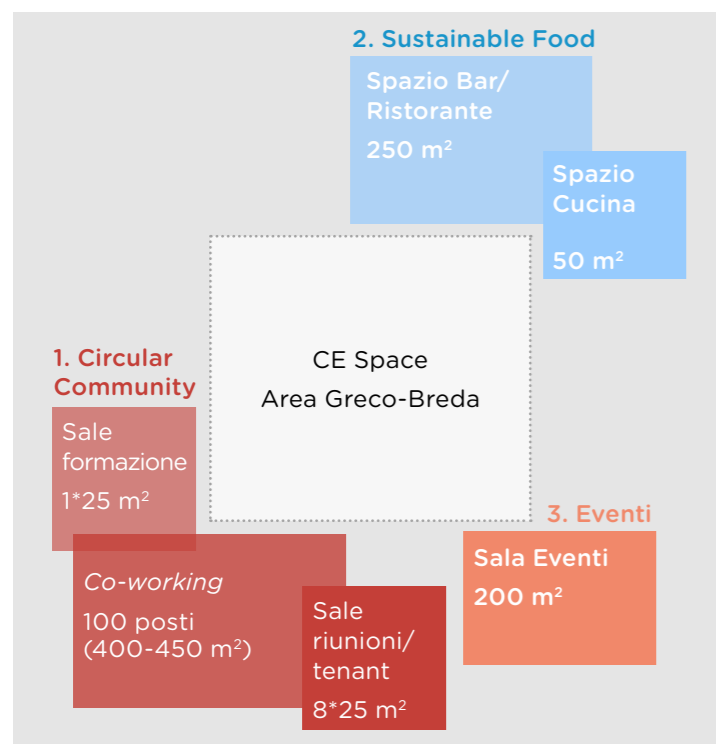 2. Sustainable Food
Spazio Bar/
Ristorante
250 m²
Spazio
Cucina
50 m²
CE Space
Area Greco-Breda
1. Circular
Community
Sale
formazione
1*25 m²
Co-working
100 posti
(400-450 m²)
Sale
riunioni/
tenant
8*25 m²
3. Eventi
Sala Eventi
200 m²